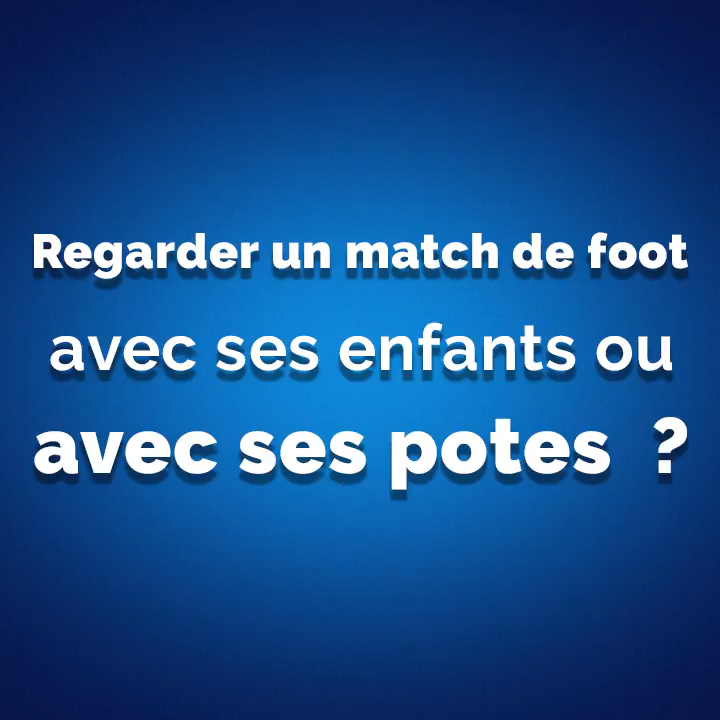 Regarder un match de foot
avec ses enfants ou
avec ses potes ?